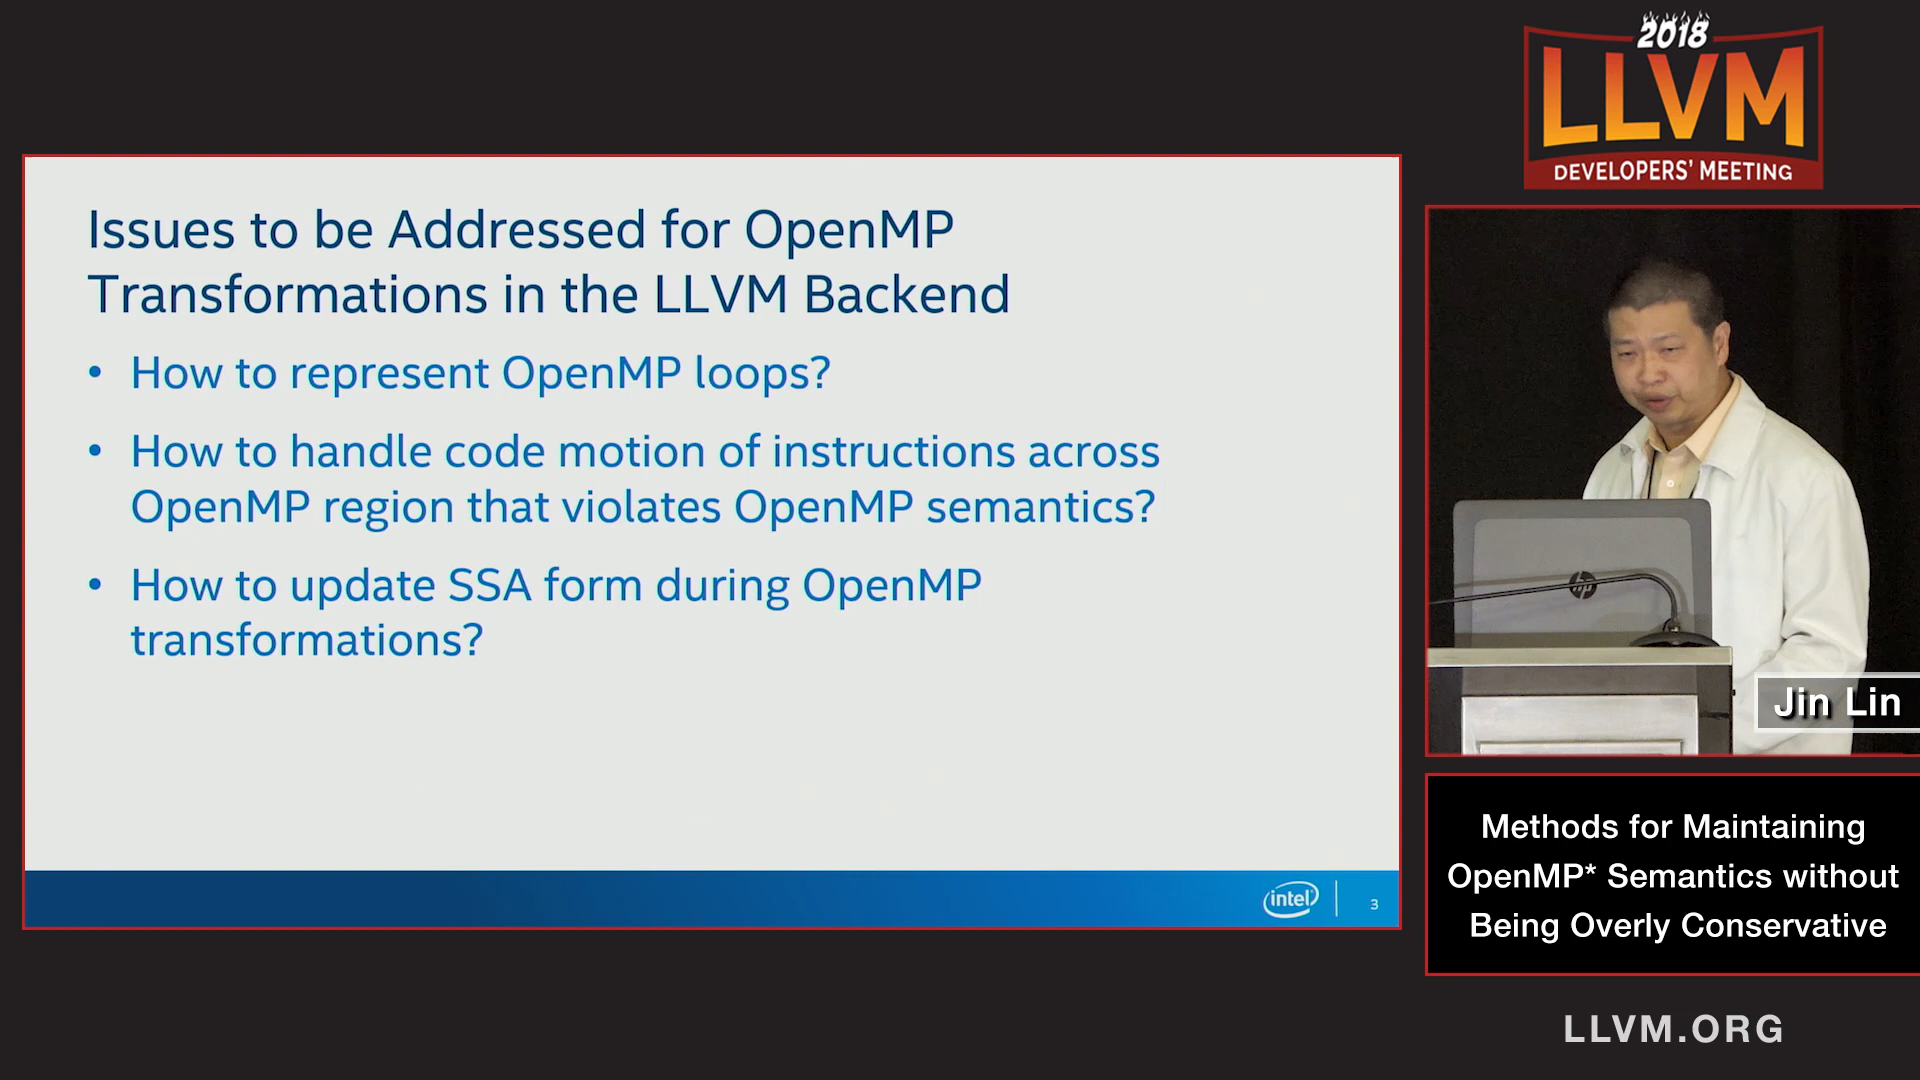 2018
LLVM
DEVELOPERS' MEETING
Issues to be Addressed for OpenMP
Transformations in the LLVM Backend
• How to represent OpenMP loops?
• How to handle code motion of instructions across
OpenMP region that violates OpenMP semantics?
• How to update SSA form during OpenMP
transformations?
intel
3
hp
Jin Lin
Methods for Maintaining
OpenMP* Semantics without
Being Overly Conservative
LLVM.ORG